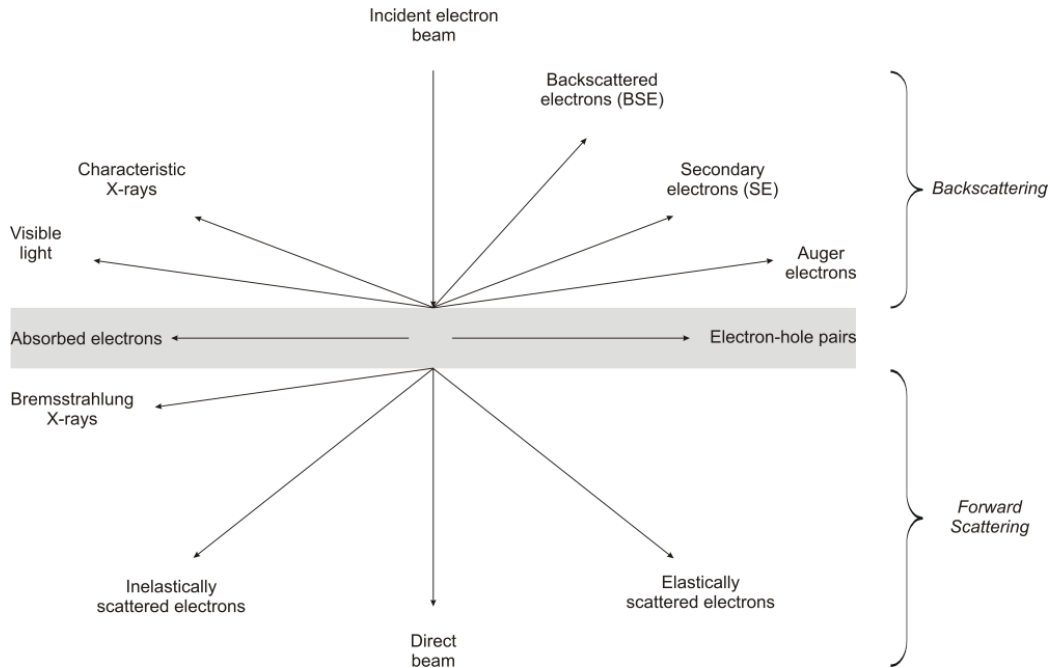 Incident electron
beam
Backscattered
electrons (BSE)
Characteristic
X-rays
Secondary
electrons (SE)
Backscattering
Visible
light
Auger
electrons
Absorbed electrons
Electron-hole pairs
Bremsstrahlung
X-rays
Forward
Scattering
Inelastically
scattered electrons
Elastically
scattered electrons
Direct
beam